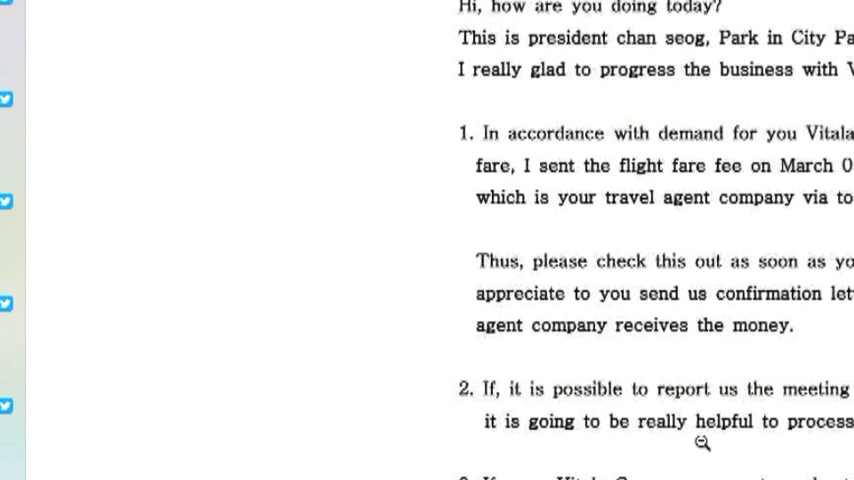 Hi, how are you doing today?
This is president chan seog, Park in City Pa
I really glad to progress the business with V
1. In accordance with demand for you Vitala
fare, I sent the flight fare fee on March 0
which is your travel agent company via to
Thus, please check this out as soon as yo
appreciate to you send us confirmation let
agent company receives the money.
2. If, it is possible to report us the meeting
it is going to be really helpful to process